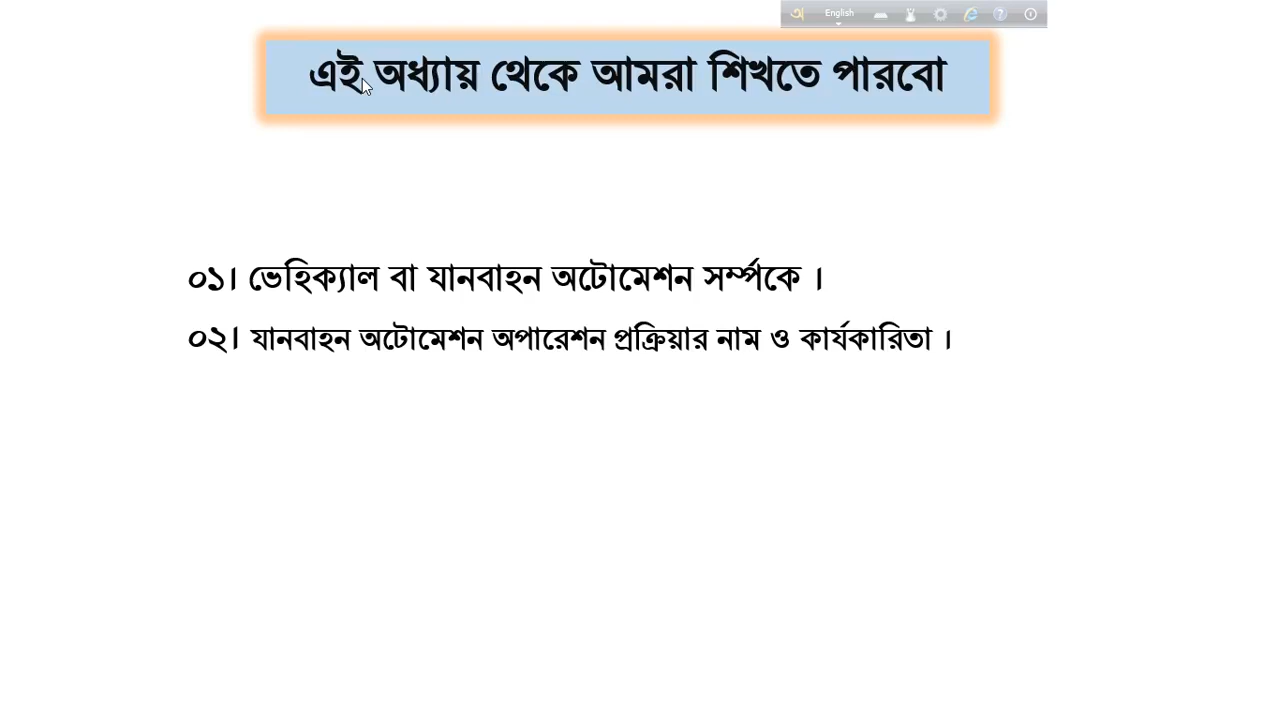 অ English
এই অধ্যায় থেকে আমরা শিখতে পারবো
০১। ভেহিক্যাল বা যানবাহন অটোমেশন সর্ম্পকে ।
০২। যানবাহন অটোমেশন অপারেশন প্রক্রিয়ার নাম ও কার্যকারিতা ।